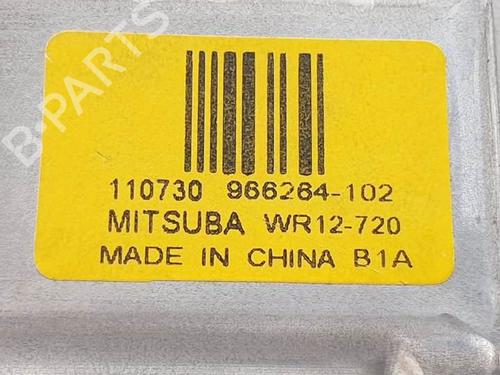 B-PARTS
110730 966264-102
MITSUBA WR12-720
MADE IN CHINA B1A